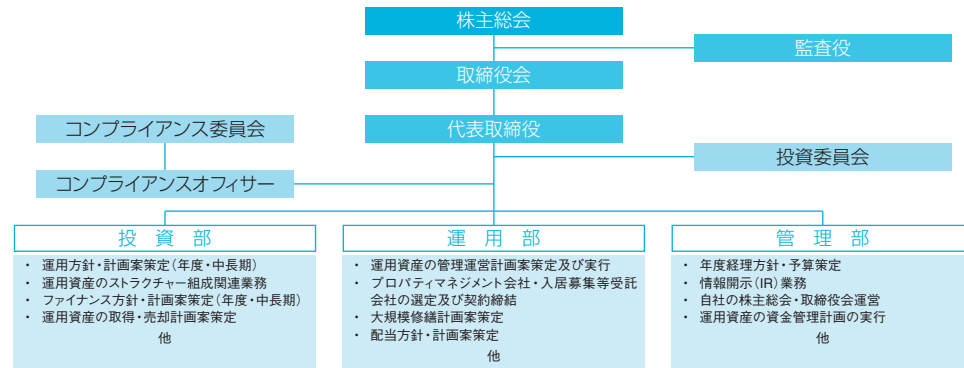 株主総会
監査役
取締役会
コンプライアンス委員会
代表取締役
投資委員会
コンプライアンスオフィサー
投資部
・ 運用方針・計画案策定(年度・中長期)
・ 運用資産のストラクチャー組成関連業務
・ ファイナンス方針・計画案策定(年度・中長期)
・ 運用資産の取得・売却計画案策定
他
運用部
・ 運用資産の管理運営計画案策定及び実行
・ プロパティマネジメント会社・入居募集等受託
会社の選定及び契約締結
・ 大規模修繕計画案策定
・ 配当方針・計画案策定
他
管理部
・ 年度経理方針・予算策定
・ 情報開示(IR)業務
・ 自社の株主総会・取締役会運営
・ 運用資産の資金管理計画の実行
他